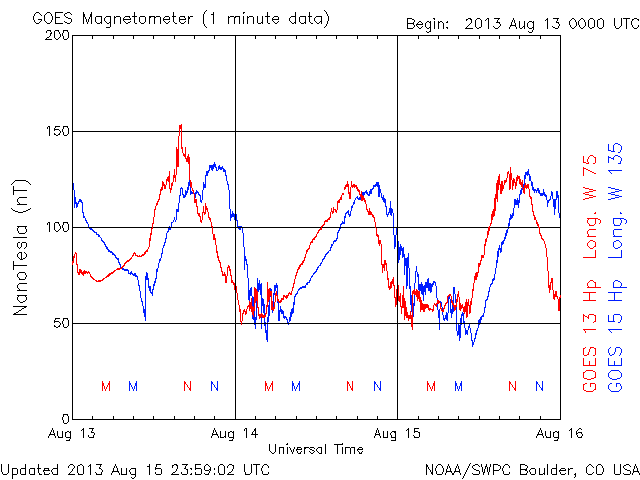 GOES Magnetometer (1 minute data)
Begin: 2013 Aug 13 0000 UTC
200
150
100
50
0
NanoTesla (nT)
M M N N M M N N M M N N
Aug 13 Aug 14 Aug 15 Aug 16
Universal Time
GOES 13 Hp Long. W 75
GOES 15 Hp Long. W 135
Updated 2013 Aug 15 23:59:02 UTC
NOAA/SWPC Boulder, CO USA